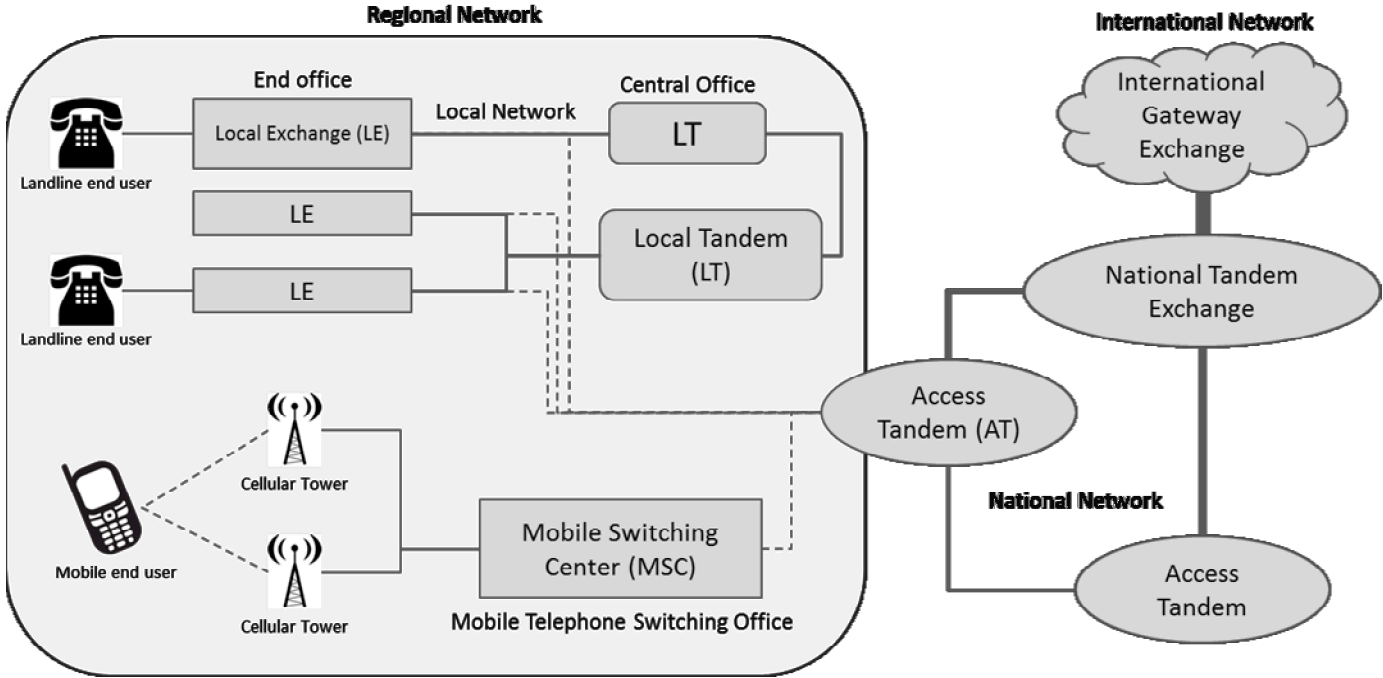 Regional Network
International Network
End office
Central Office
Local Exchange (LE)
Local Network
LT
Landline end user
LE
Local Tandem
(LT)
LE
Landline end user
International
Gateway
Exchange
National Tandem
Exchange
Access
Tandem (AT)
National Network
Access
Tandem
Cellular Tower
Mobile end user
Cellular Tower
Mobile Switching
Center (MSC)
Mobile Telephone Switching Office